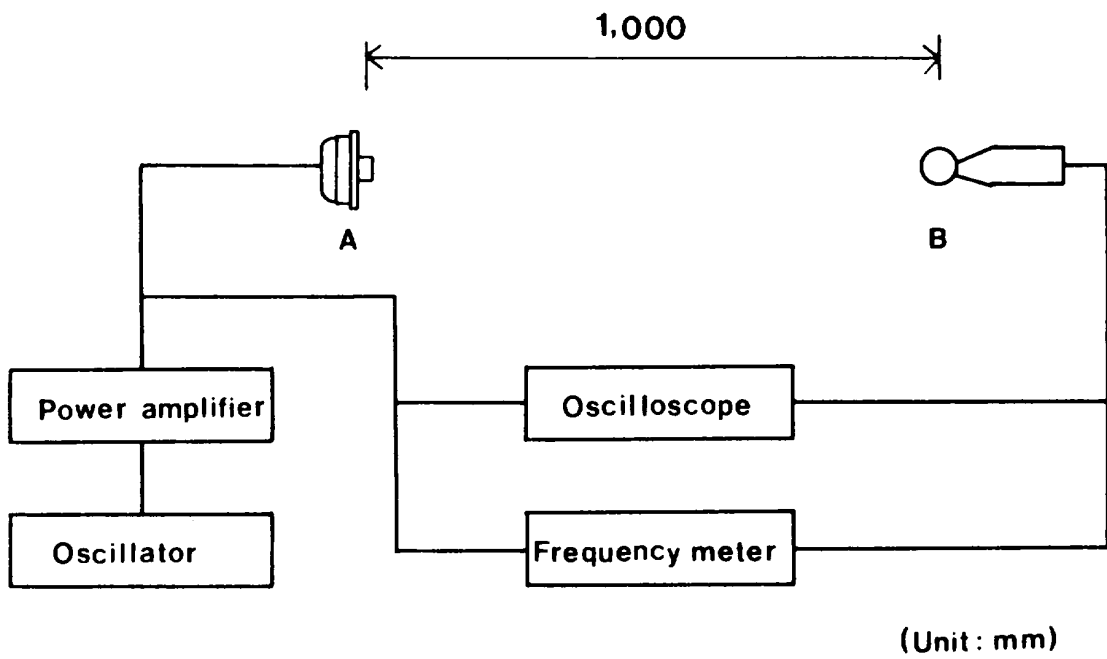 1,000
A
B
Power amplifier
Oscilloscope
Oscillator
Frequency meter
(Unit: mm)